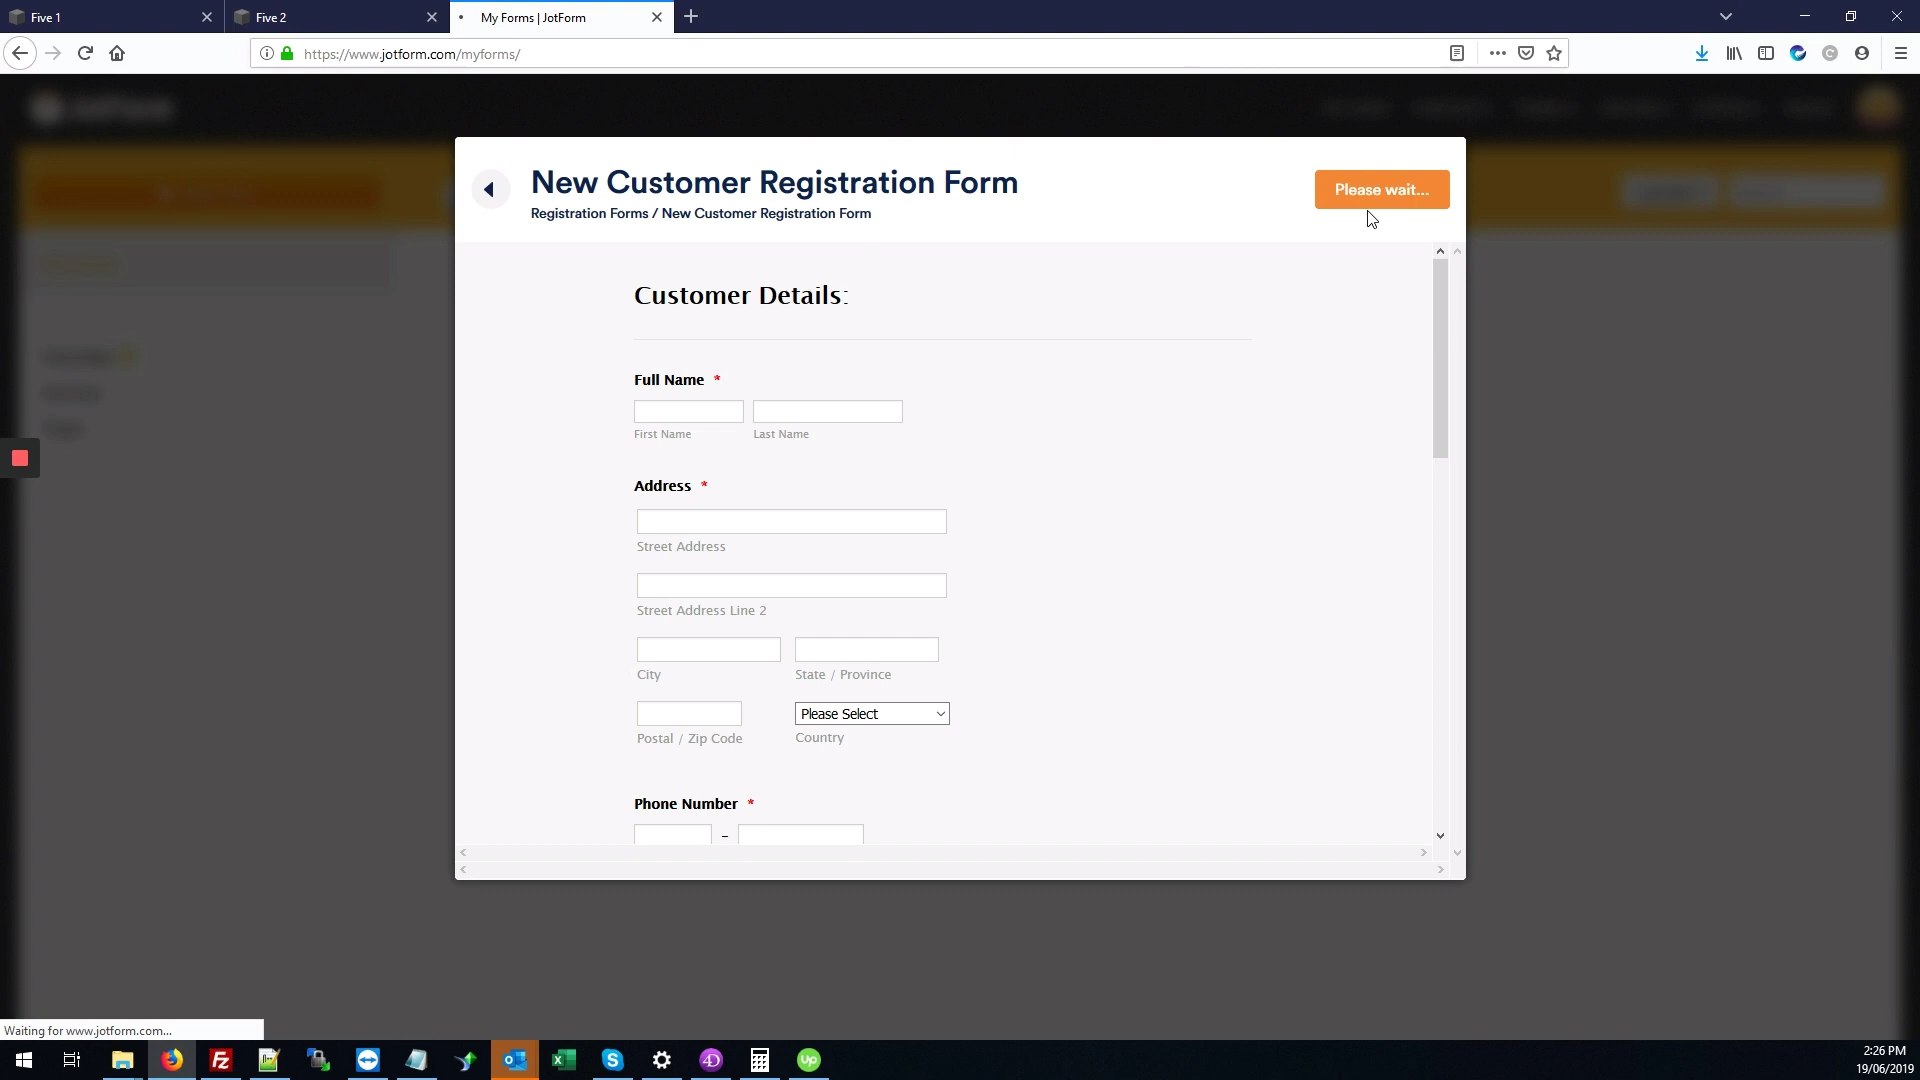 Five 1
Five 2
My Forms | JotForm
https://www.jotform.com/myforms/
New Customer Registration Form
Registration Forms / New Customer Registration Form
Please wait...
Customer Details:
Full Name *
First Name
Last Name
Address *
Street Address
Street Address Line 2
City
State / Province
Please Select
Postal / Zip Code
Country
Phone Number *
-
Waiting for www.jotform.com...
2:26 PM
19/06/2019